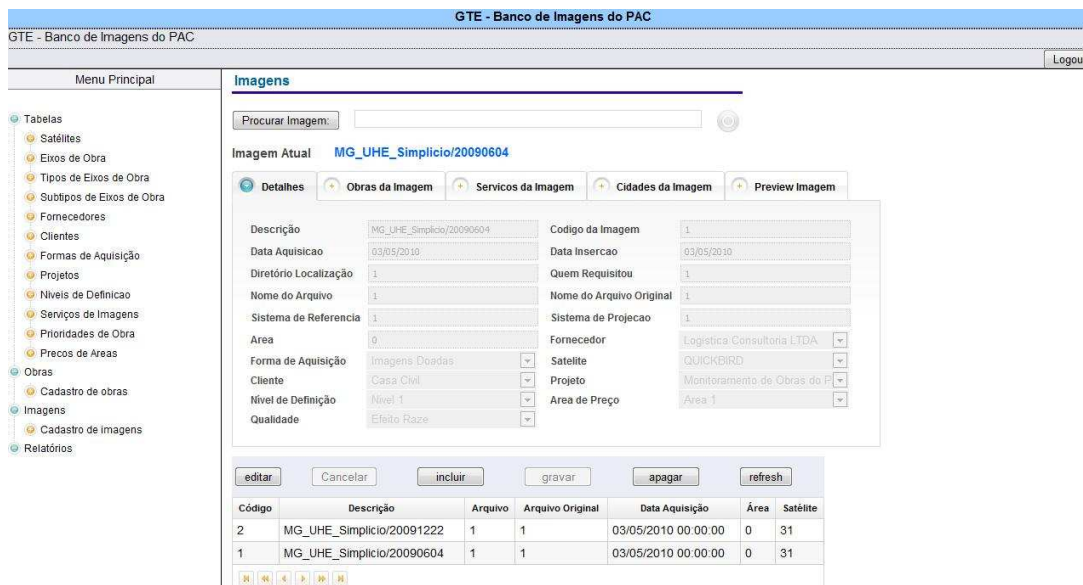 GTE - Banco de Imagens do PAC
GTE - Banco de Imagens do PAC
Logou
Menu Principal
Tabelas
Satélites
Eixos de Obra
Tipos de Eixos de Obra
Subtipos de Eixos de Obra
Fornecedores
Clientes
Formas de Aquisição
Projetos
Niveis de Definicao
Serviços de Imagens
Prioridades de Obra
Precos de Areas
Obras
Cadastro de obras
Imagens
Cadastro de imagens
Relatórios
Imagens
Procurar Imagem:
Imagem Atual MG_UHE_Simplicio/20090604
Detalhes Obras da Imagem Servicos da Imagem Cidades da Imagem Preview Imagem
Descrição MG_UHE_Simplicio/20090604 Codigo da Imagem 1
Data Aquisicao 03/05/2010 Data Insercao 03/05/2010
Diretório Localização 1 Quem Requisitou 1
Nome do Arquivo 1 Nome do Arquivo Original 1
Sistema de Referencia 1 Sistema de Projecao 1
Area 0 Fornecedor Logistica Consultoria LTDA
Forma de Aquisição Imagens Doadas Satelite QUICKBIRD
Cliente Casa Civil Projeto Monitoramento de Obras do P
Nível de Definição Nivel 1 Area de Preço Area 1
Qualidade Efeito Raze
editar Cancelar incluir gravar apagar refresh
Código Descrição Arquivo Arquivo Original Data Aquisição Área Satélite
2 MG_UHE_Simplicio/20091222 1 1 03/05/2010 00:00:00 0 31
1 MG_UHE_Simplicio/20090604 1 1 03/05/2010 00:00:00 0 31